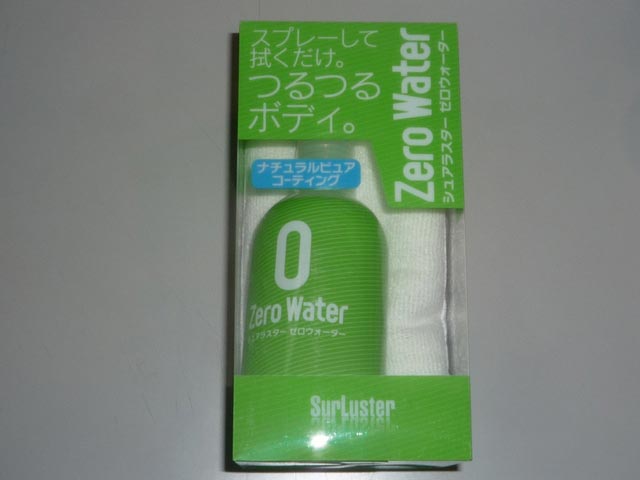 スプレーして
拭くだけ。
つるつる
ボディ。
Zero Water
シュアラスター ゼロウォーター
ナチュラルピュア
コーティング
0
Zero Water
シュアラスター ゼロウォーター
SurLuster